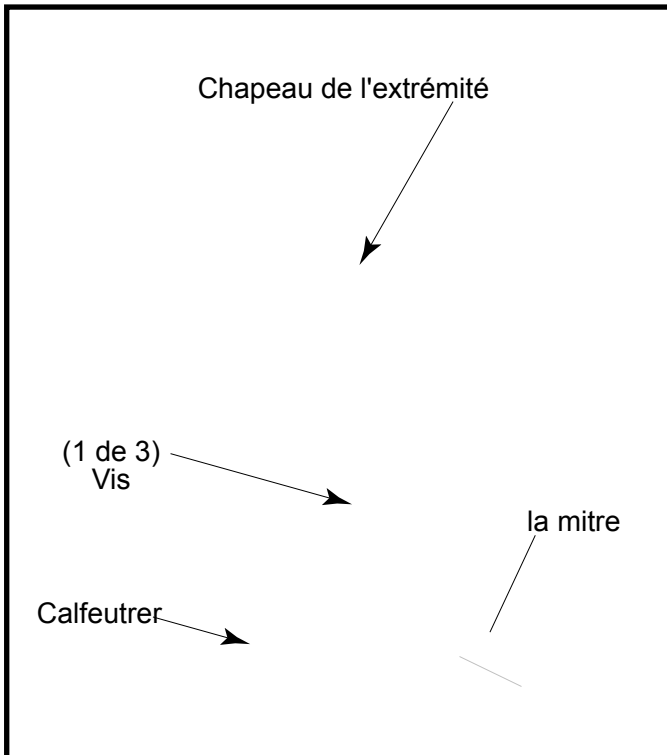 Chapeau de l'extrémité
(1 de 3)
Vis
la mitre
Calfeutrer